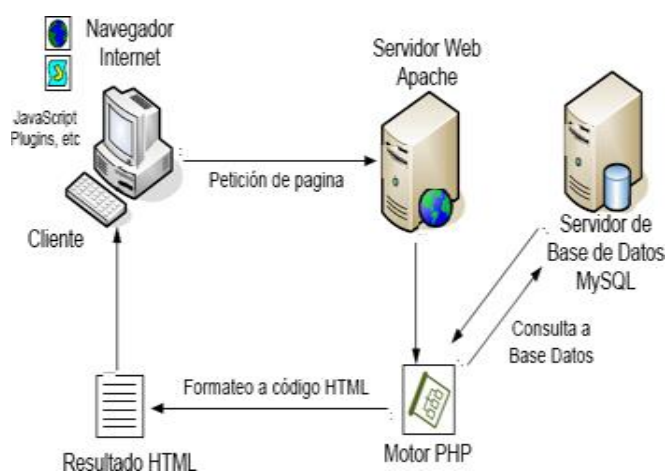 Navegador
Internet
JavaScript
Plugins, etc
Cliente
Petición de pagina
Servidor Web
Apache
Servidor de
Base de Datos
MySQL
Consulta a
Base Datos
Formateo a código HTML
Motor PHP
Resultado HTML